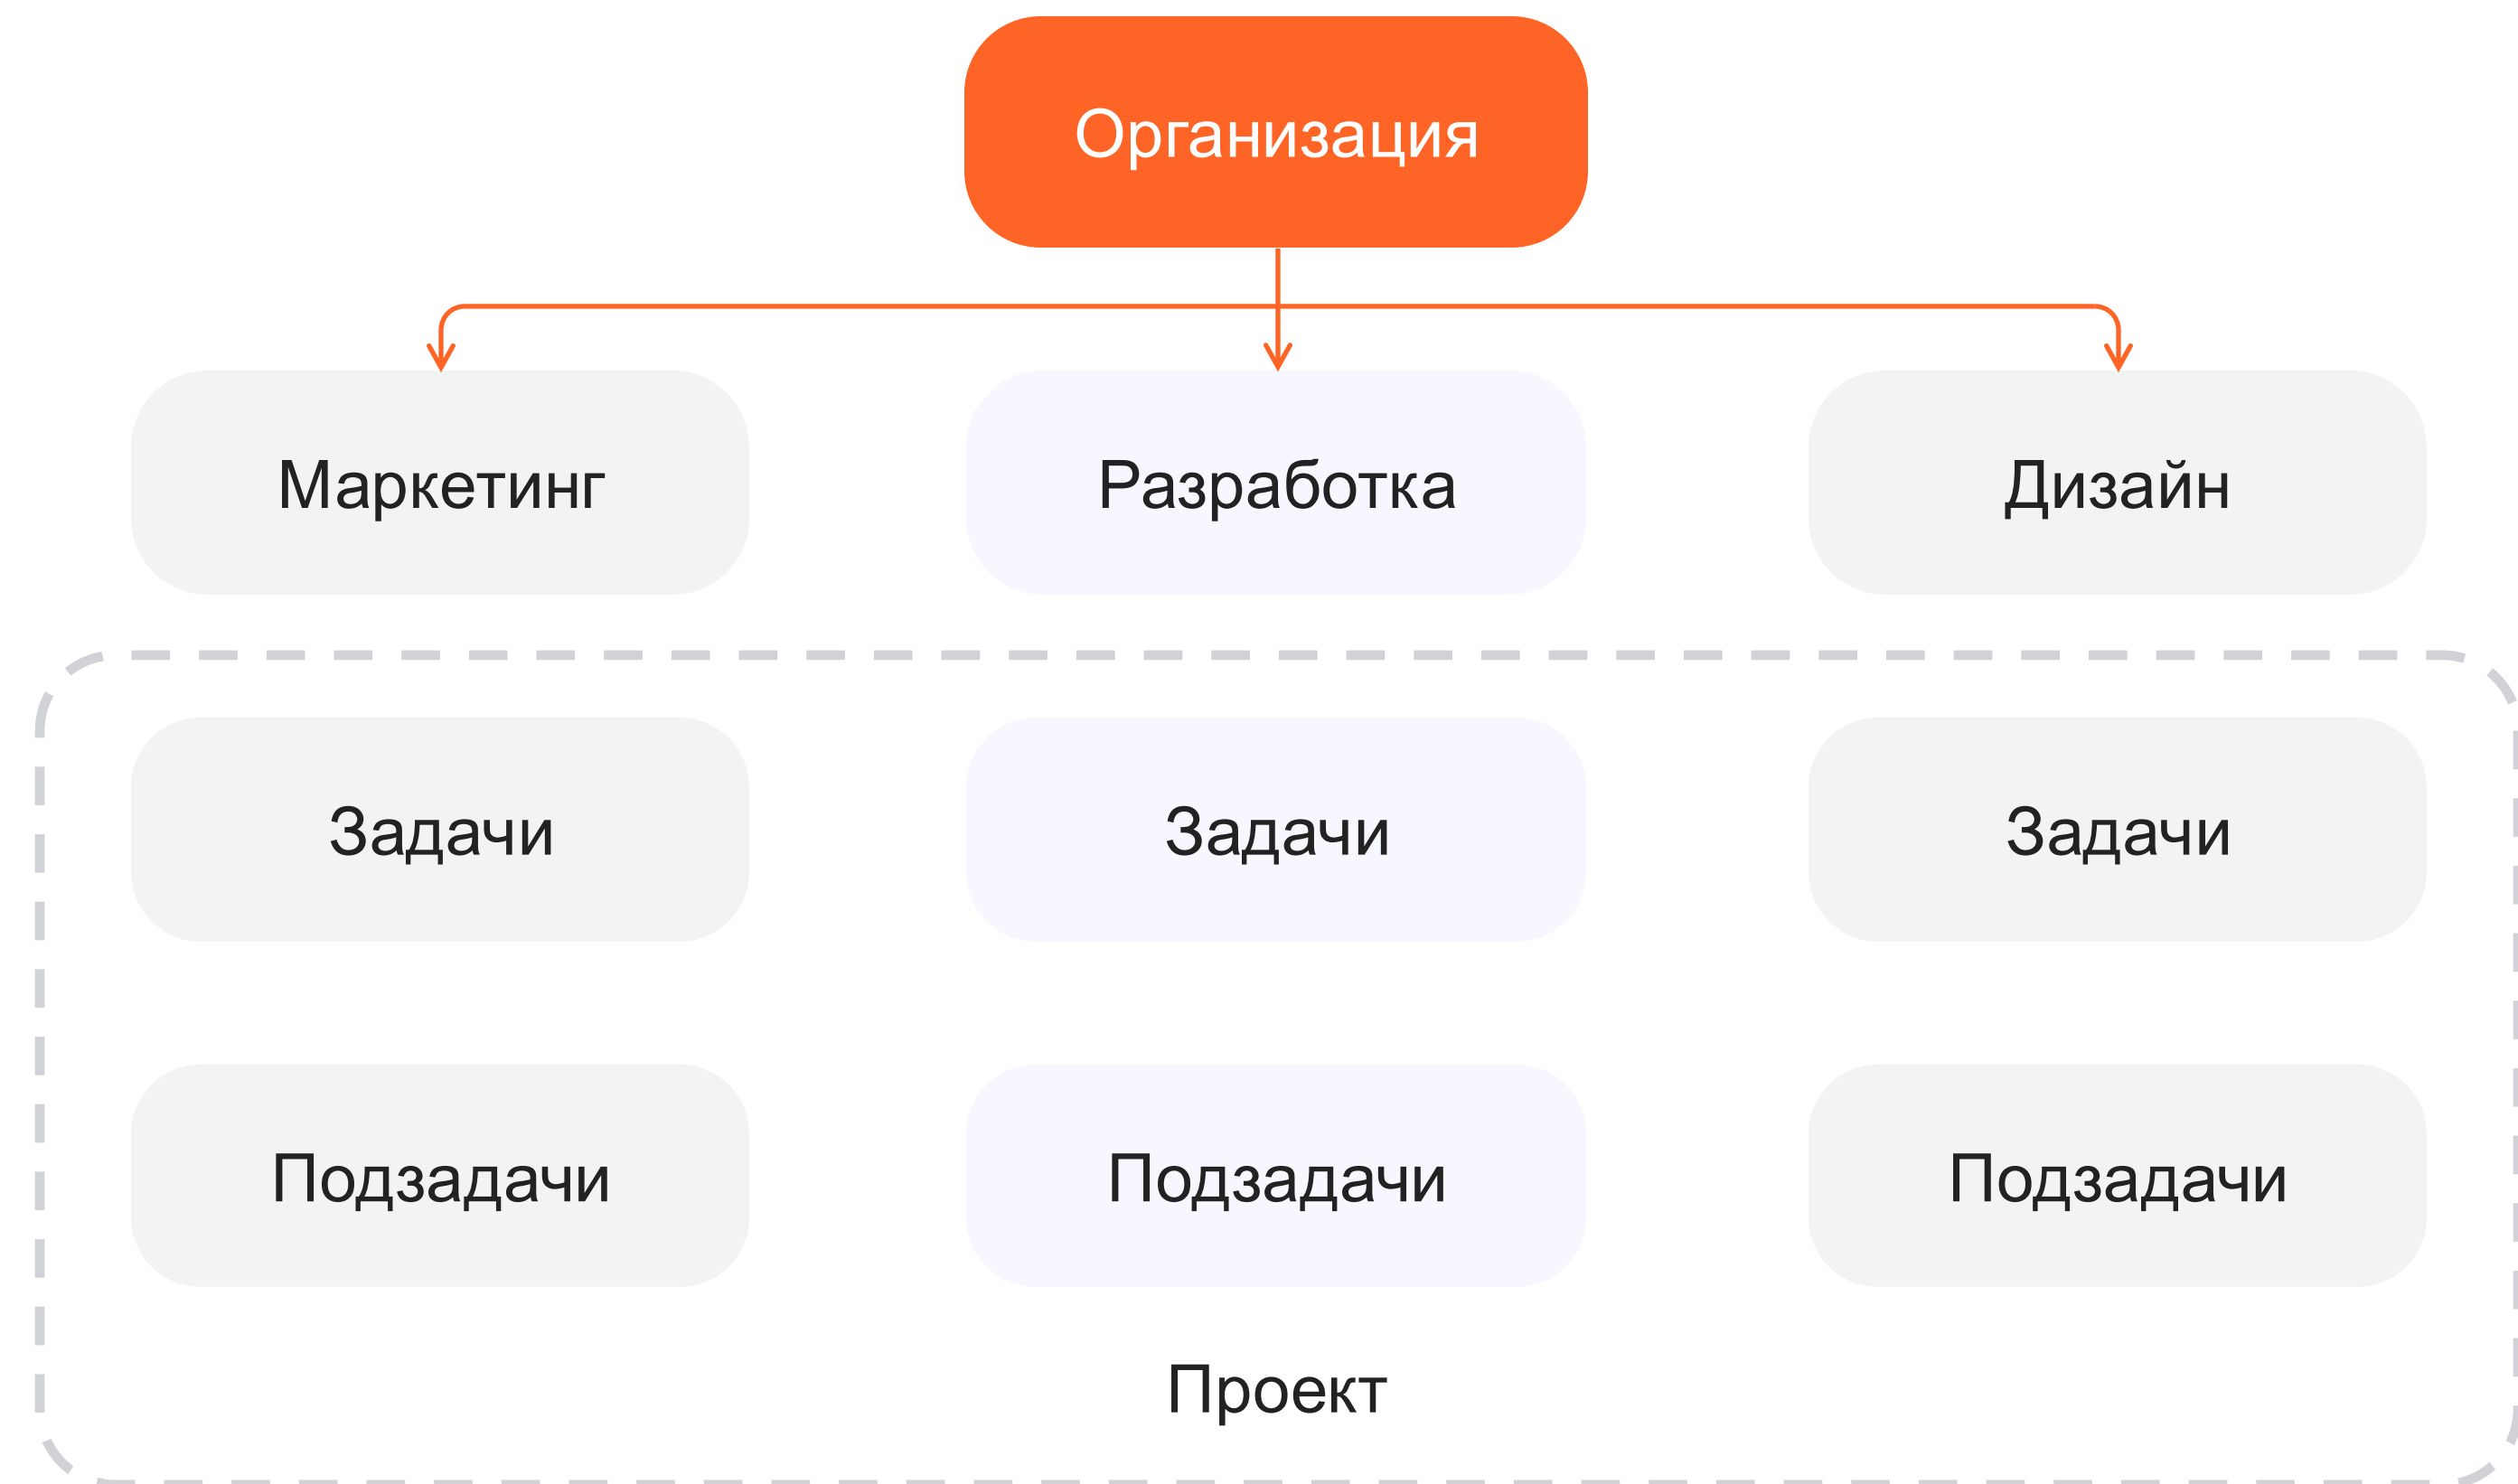 Организация
Маркетинг
Разработка
Дизайн
Задачи
Задачи
Задачи
Подзадачи
Подзадачи
Подзадачи
Проект